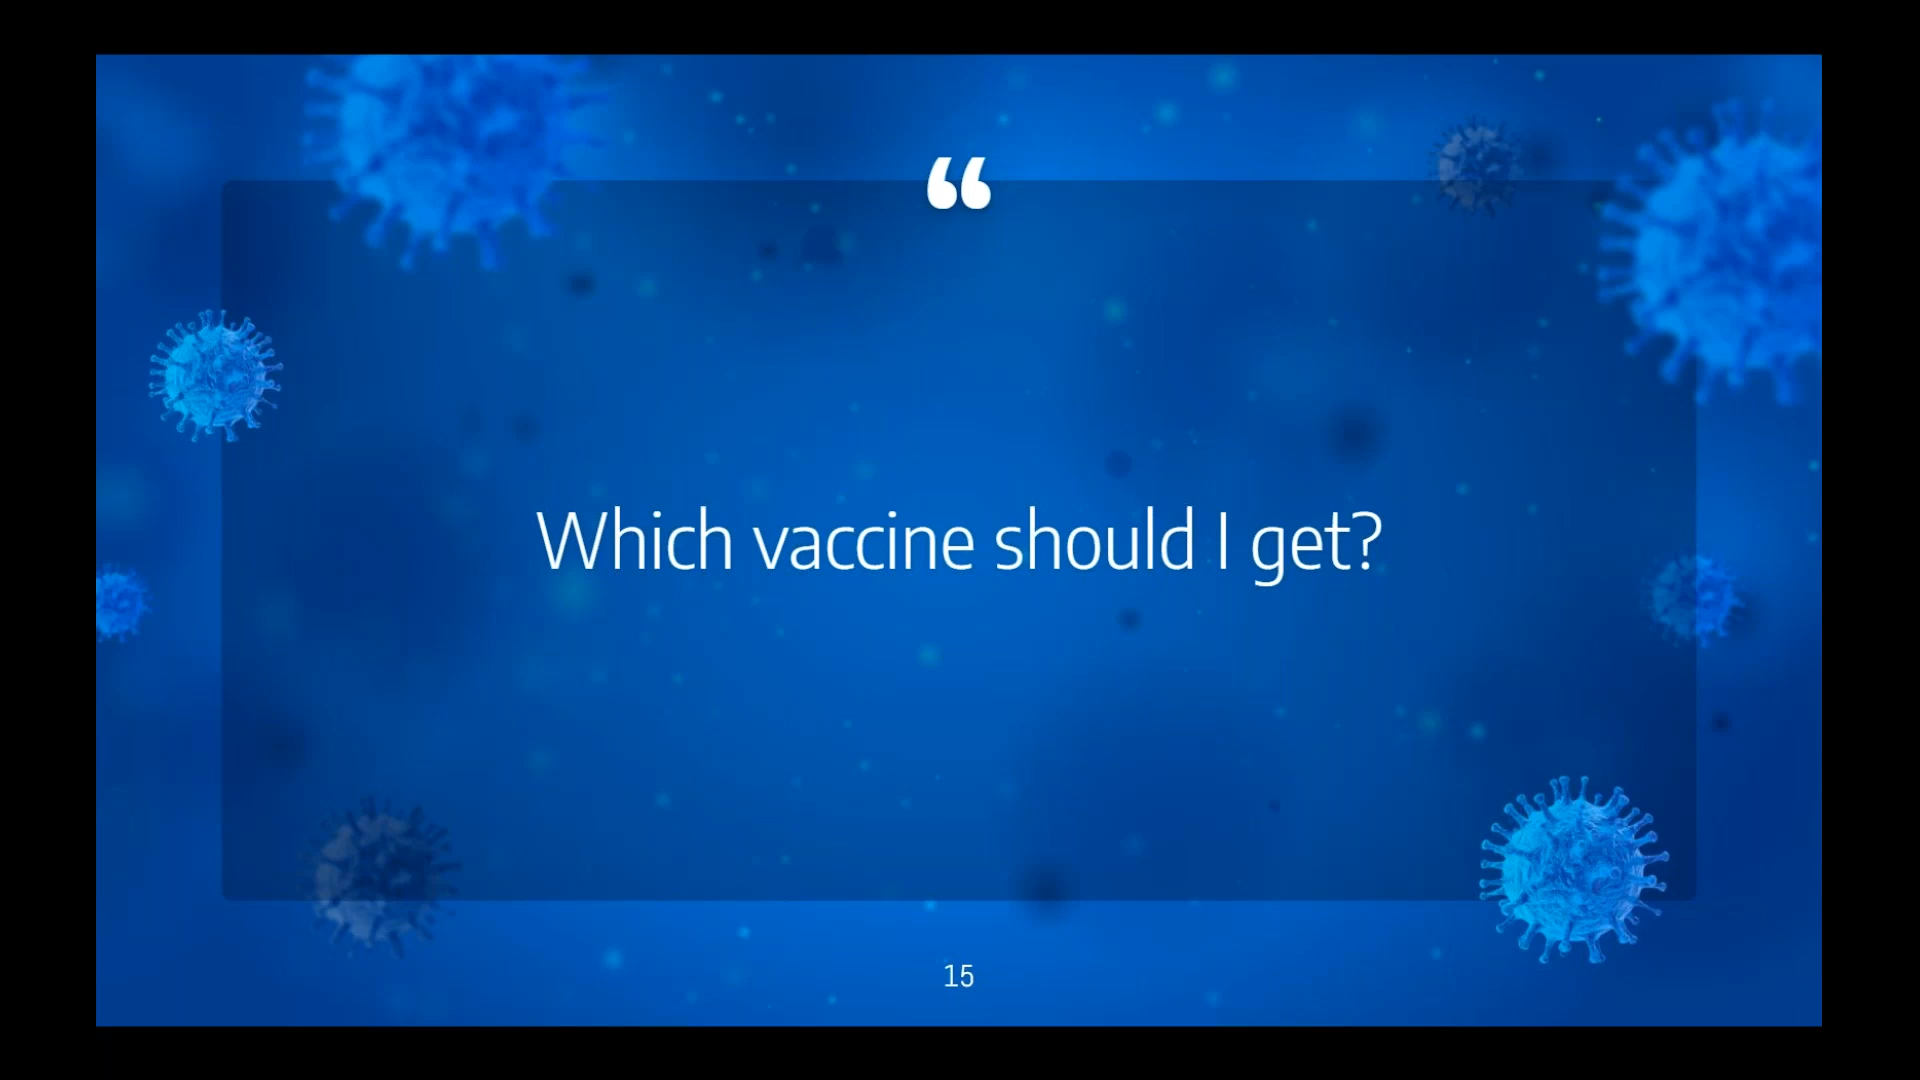 “
Which vaccine should I get?
15